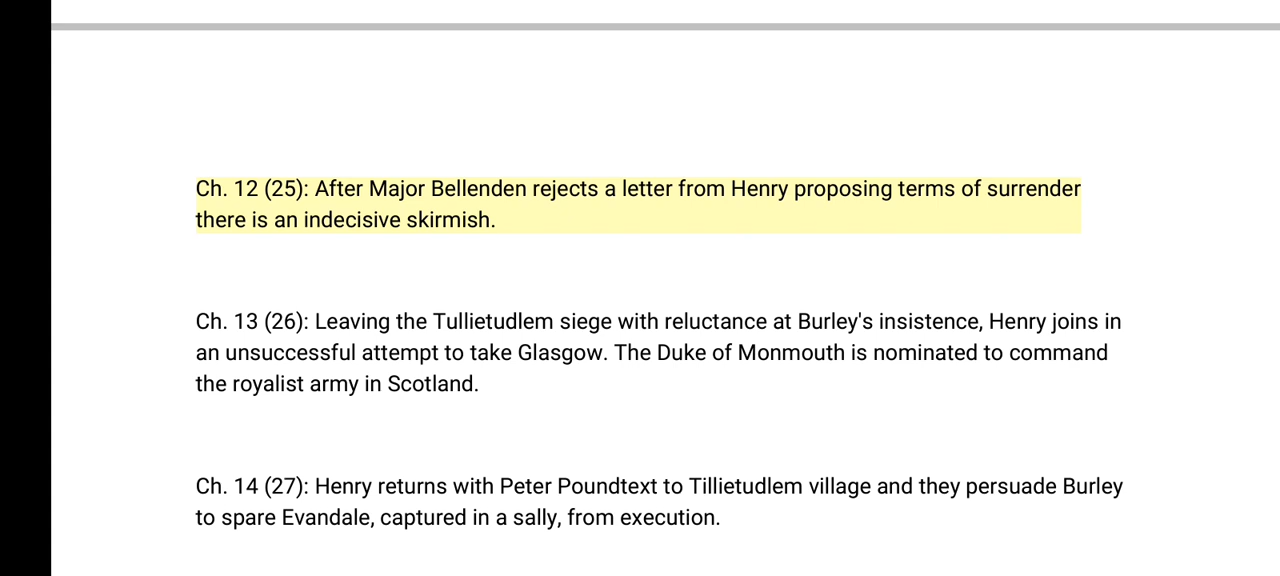 Ch. 12 (25): After Major Bellenden rejects a letter from Henry proposing terms of surrender
there is an indecisive skirmish.
Ch. 13 (26): Leaving the Tullietudlem siege with reluctance at Burley's insistence, Henry joins in
an unsuccessful attempt to take Glasgow. The Duke of Monmouth is nominated to command
the royalist army in Scotland.
Ch. 14 (27): Henry returns with Peter Poundtext to Tillietudlem village and they persuade Burley
to spare Evandale, captured in a sally, from execution.